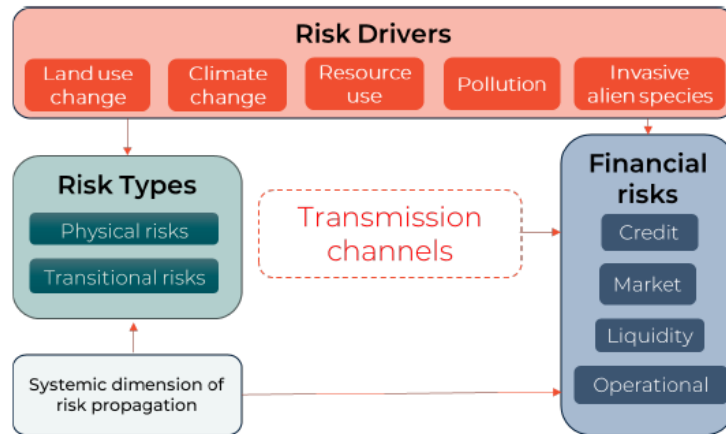 Risk Drivers
Land use
change
Climate
change
Resource
use
Pollution
Invasive
alien species
Risk Types
Physical risks
Transitional risks
Transmission
channels
Financial
risks
Credit
Market
Liquidity
Operational
Systemic dimension of
risk propagation